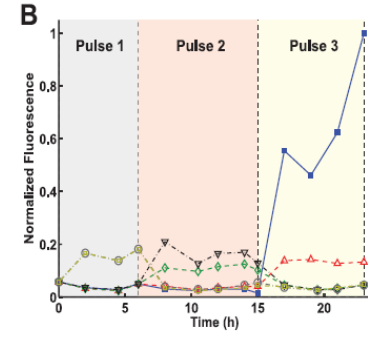 B
Pulse 1 Pulse 2 Pulse 3
Normalized Fluorescence
1
0,8
0,6
0,4
0,2
0
0 5 10 15 20
Time (h)